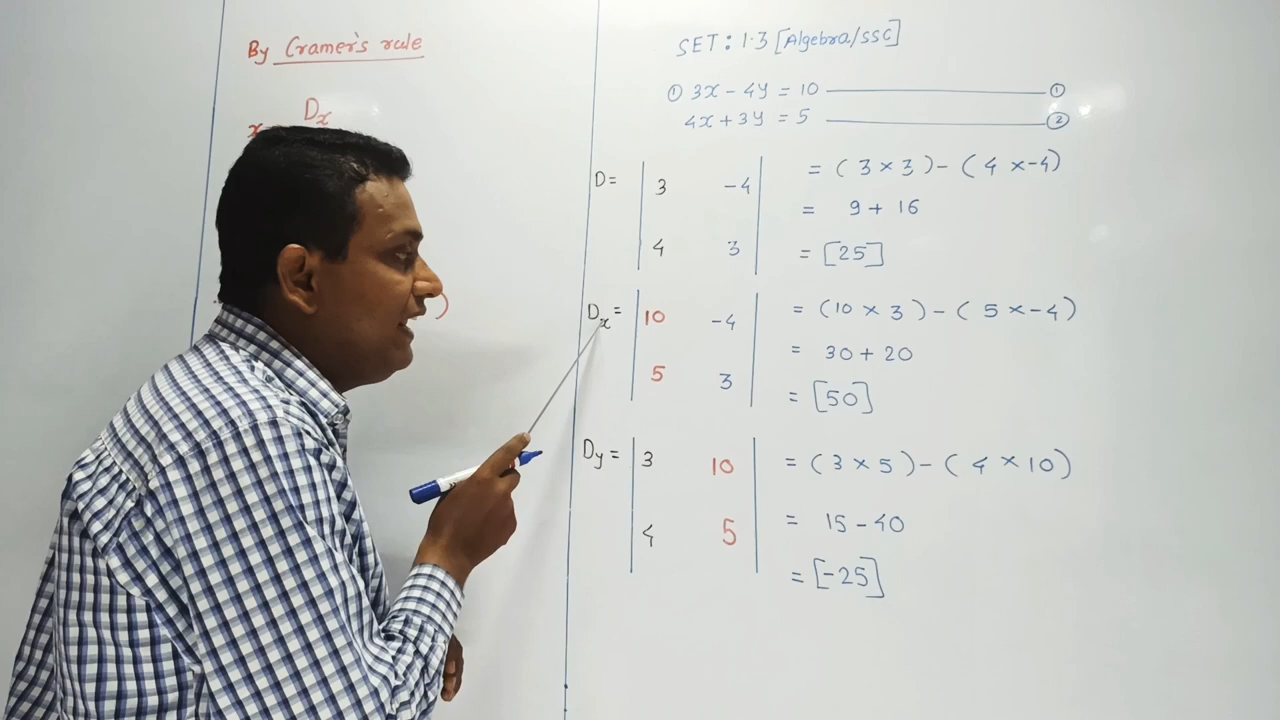 By Cramer's rule
Dx
x
)
SET: 1.3 [Algebra/SSC]
① 3x - 4y = 10 ①
4x + 3y = 5 ②
D= | 3 -4 | = (3 × 3) - (4 × -4)
= 9 + 16
| 4 3 | = [25]
Dx= | 10 -4 | = (10 × 3) - (5 × -4)
= 30 + 20
| 5 3 | = [50]
Dy = | 3 10 | = (3 × 5) - (4 × 10)
| 4 5 | = 15 - 40
= [-25]